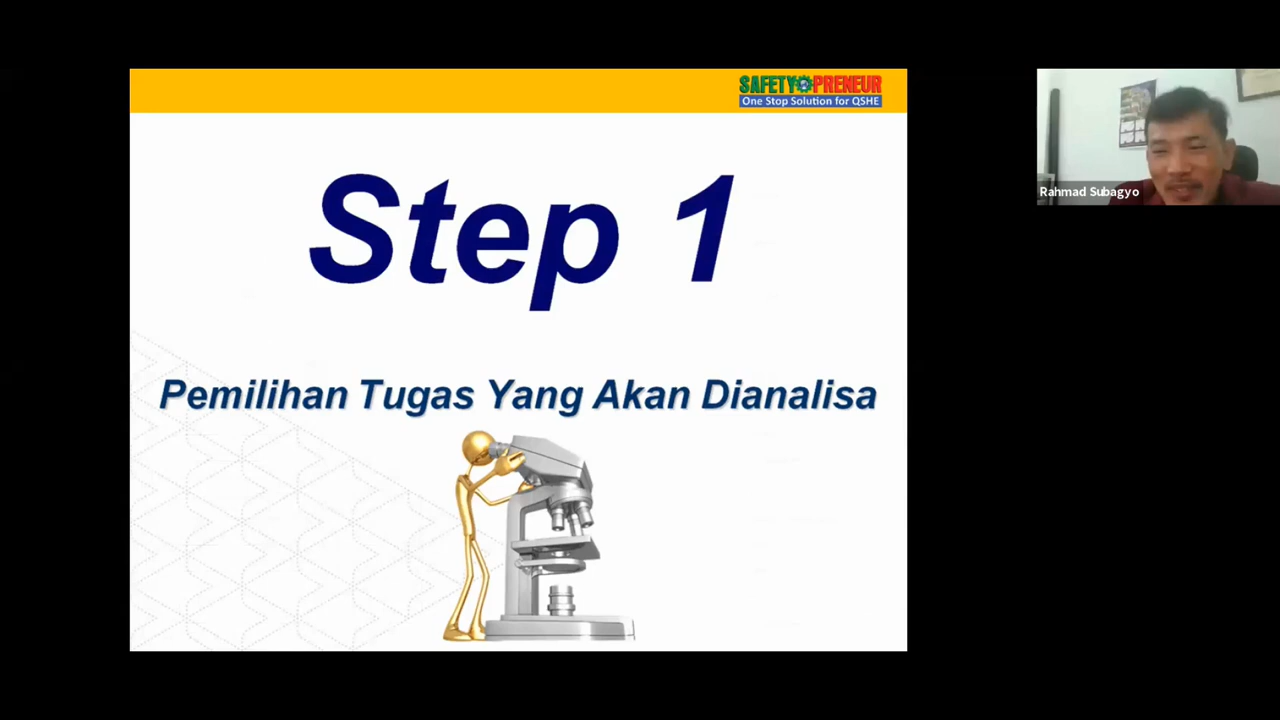 SAFETYPRENEUR
One Stop Solution for QSHE
Step 1
Pemilihan Tugas Yang Akan Dianalisa
Rahmad Subagyo